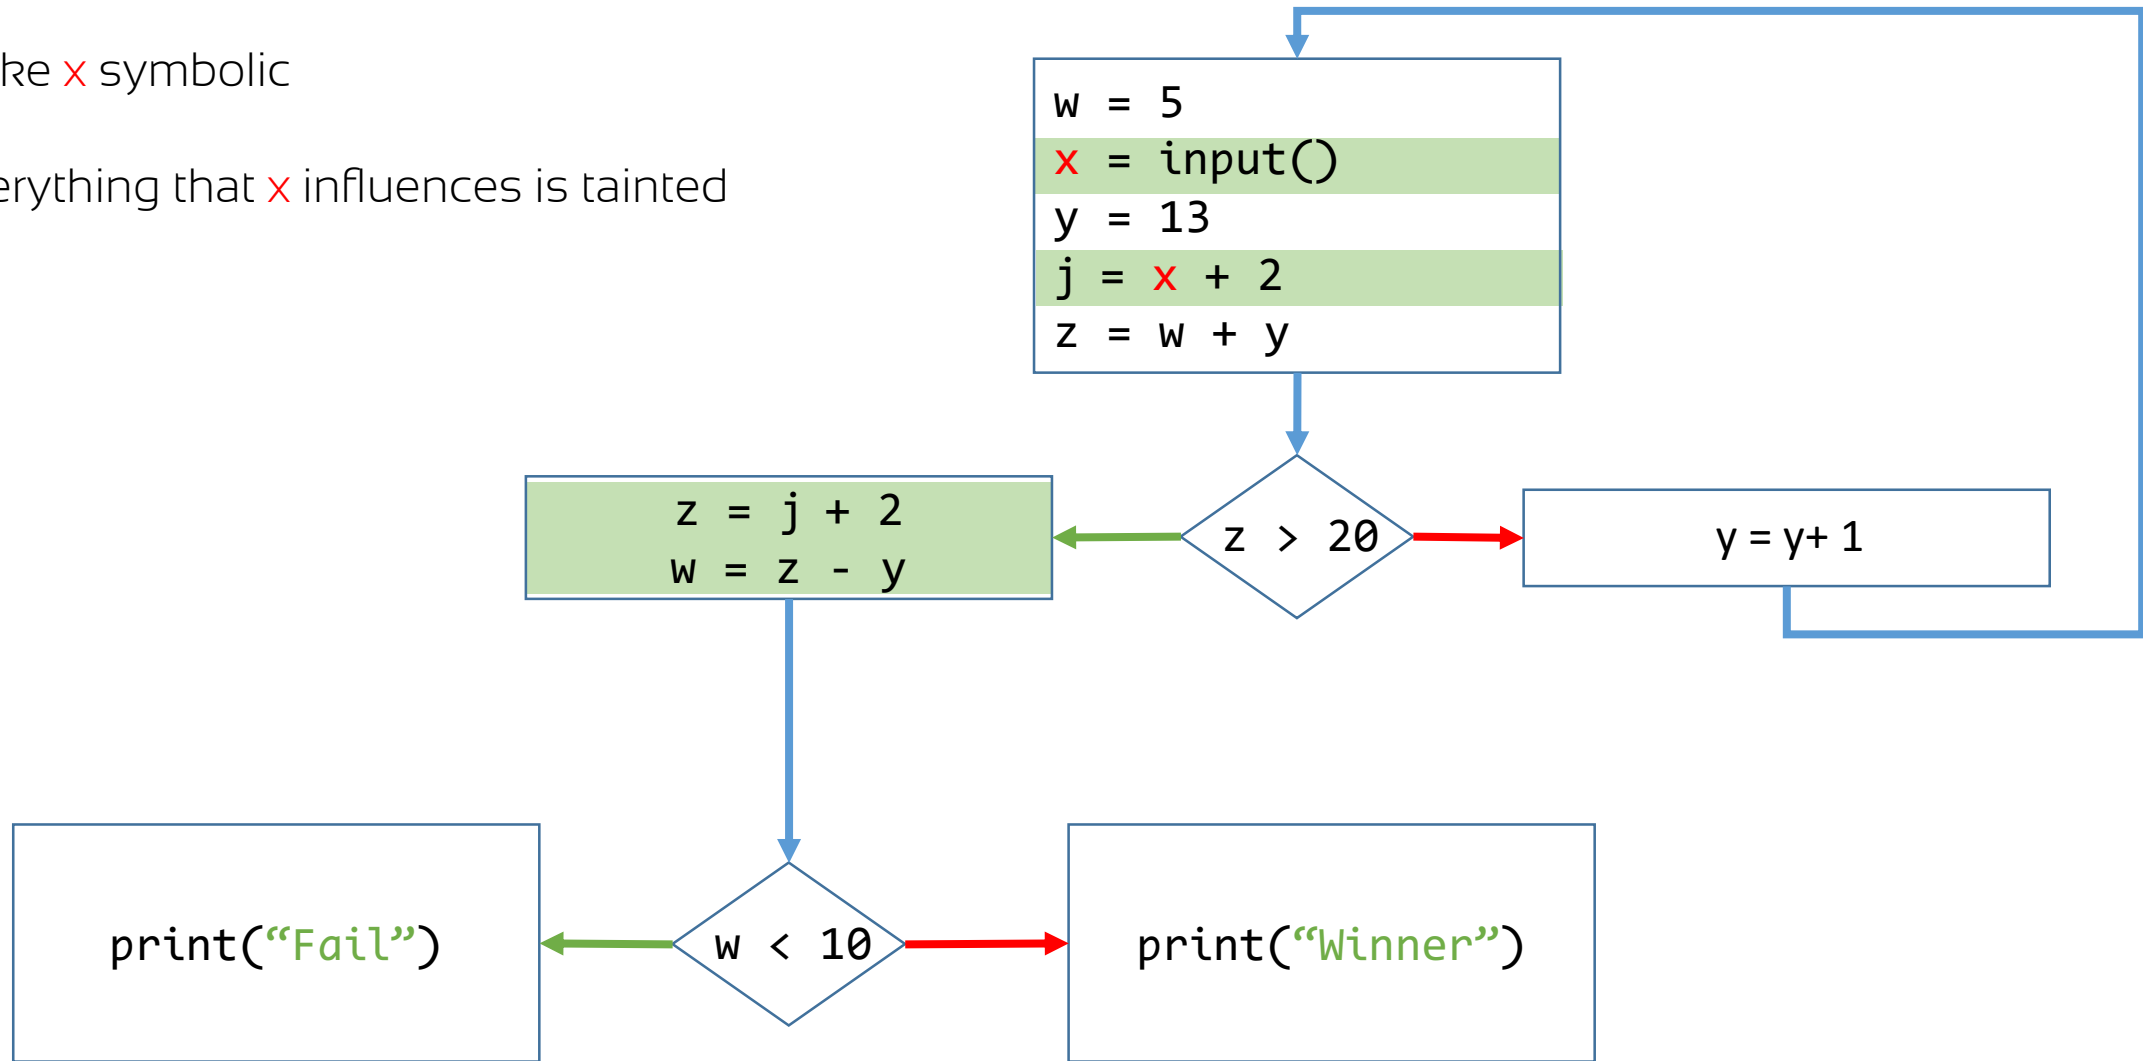 ke x symbolic
erything that x influences is tainted
w = 5
x = input()
y = 13
j = x + 2
z = w + y
z > 20
z = j + 2
w = z - y
y = y+ 1
w < 10
print(“Fail”)
print(“Winner”)